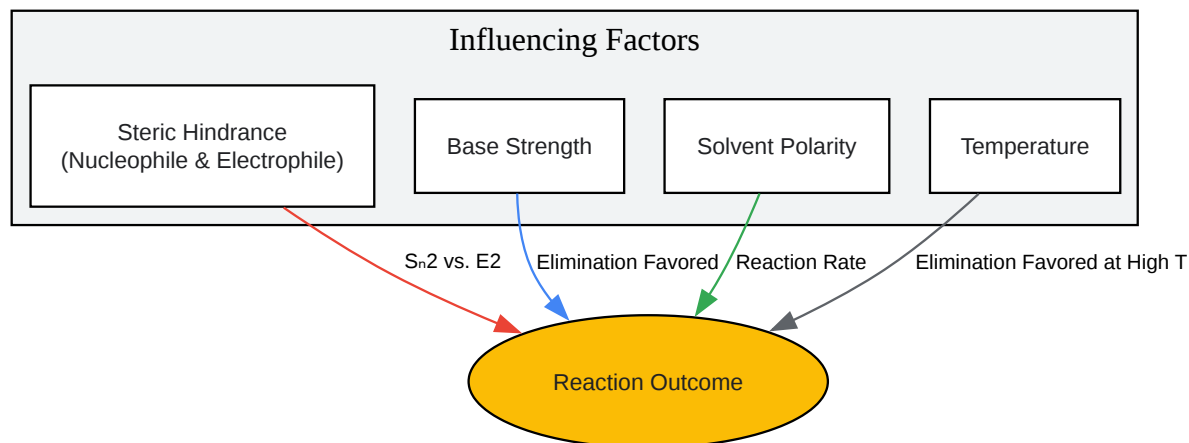 Influencing Factors
Steric Hindrance
(Nucleophile & Electrophile)
Base Strength
Solvent Polarity
Temperature
Sₙ2 vs. E2
Elimination Favored
Reaction Rate
Elimination Favored at High T
Reaction Outcome